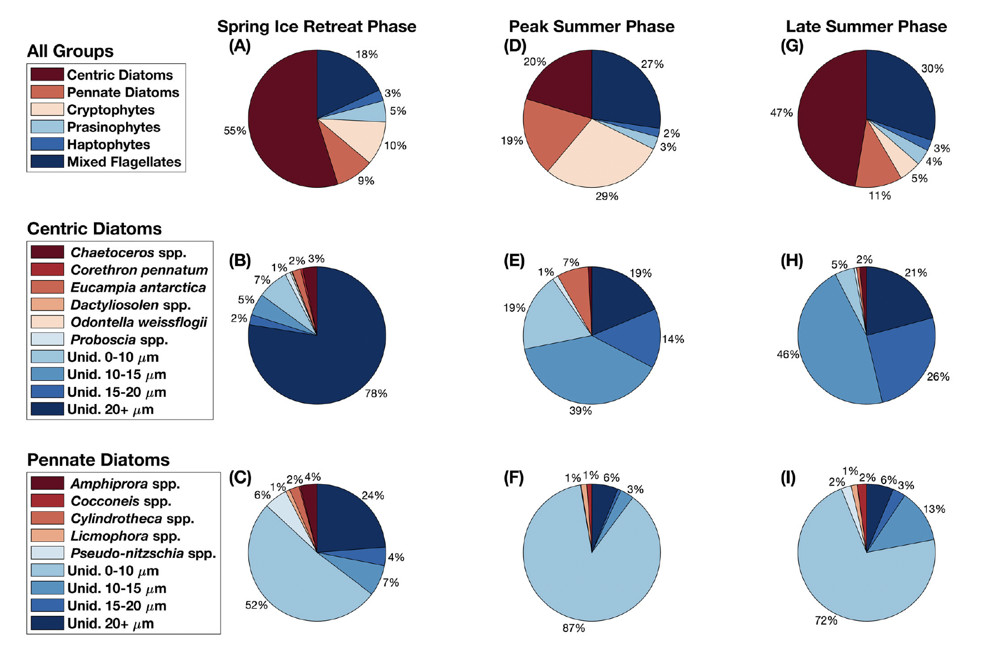 Spring Ice Retreat Phase
Peak Summer Phase
Late Summer Phase
All Groups
Centric Diatoms
Pennate Diatoms
Cryptophytes
Prasinophytes
Haptophytes
Mixed Flagellates
(A)
18%
3%
5%
10%
9%
55%
(D)
20%
27%
2%
3%
29%
19%
(G)
30%
3%
4%
5%
11%
47%
Centric Diatoms
Chaetoceros spp.
Corethron pennatum
Eucampia antarctica
Dactyliosolen spp.
Odontella weissflogii
Proboscia spp.
Unid. 0-10 μm
Unid. 10-15 μm
Unid. 15-20 μm
Unid. 20+ μm
(B)
1%
2%
3%
7%
5%
2%
78%
(E)
1%
7%
19%
19%
14%
39%
(H)
5%
2%
21%
46%
26%
Pennate Diatoms
Amphiprora spp.
Cocconeis spp.
Cylindrotheca spp.
Licmophora spp.
Pseudo-nitzschia spp.
Unid. 0-10 μm
Unid. 10-15 μm
Unid. 15-20 μm
Unid. 20+ μm
(C)
6%
1%
2%
4%
24%
4%
7%
52%
(F)
1%
1%
6%
3%
87%
(I)
2%
1%
2%
6%
3%
13%
72%